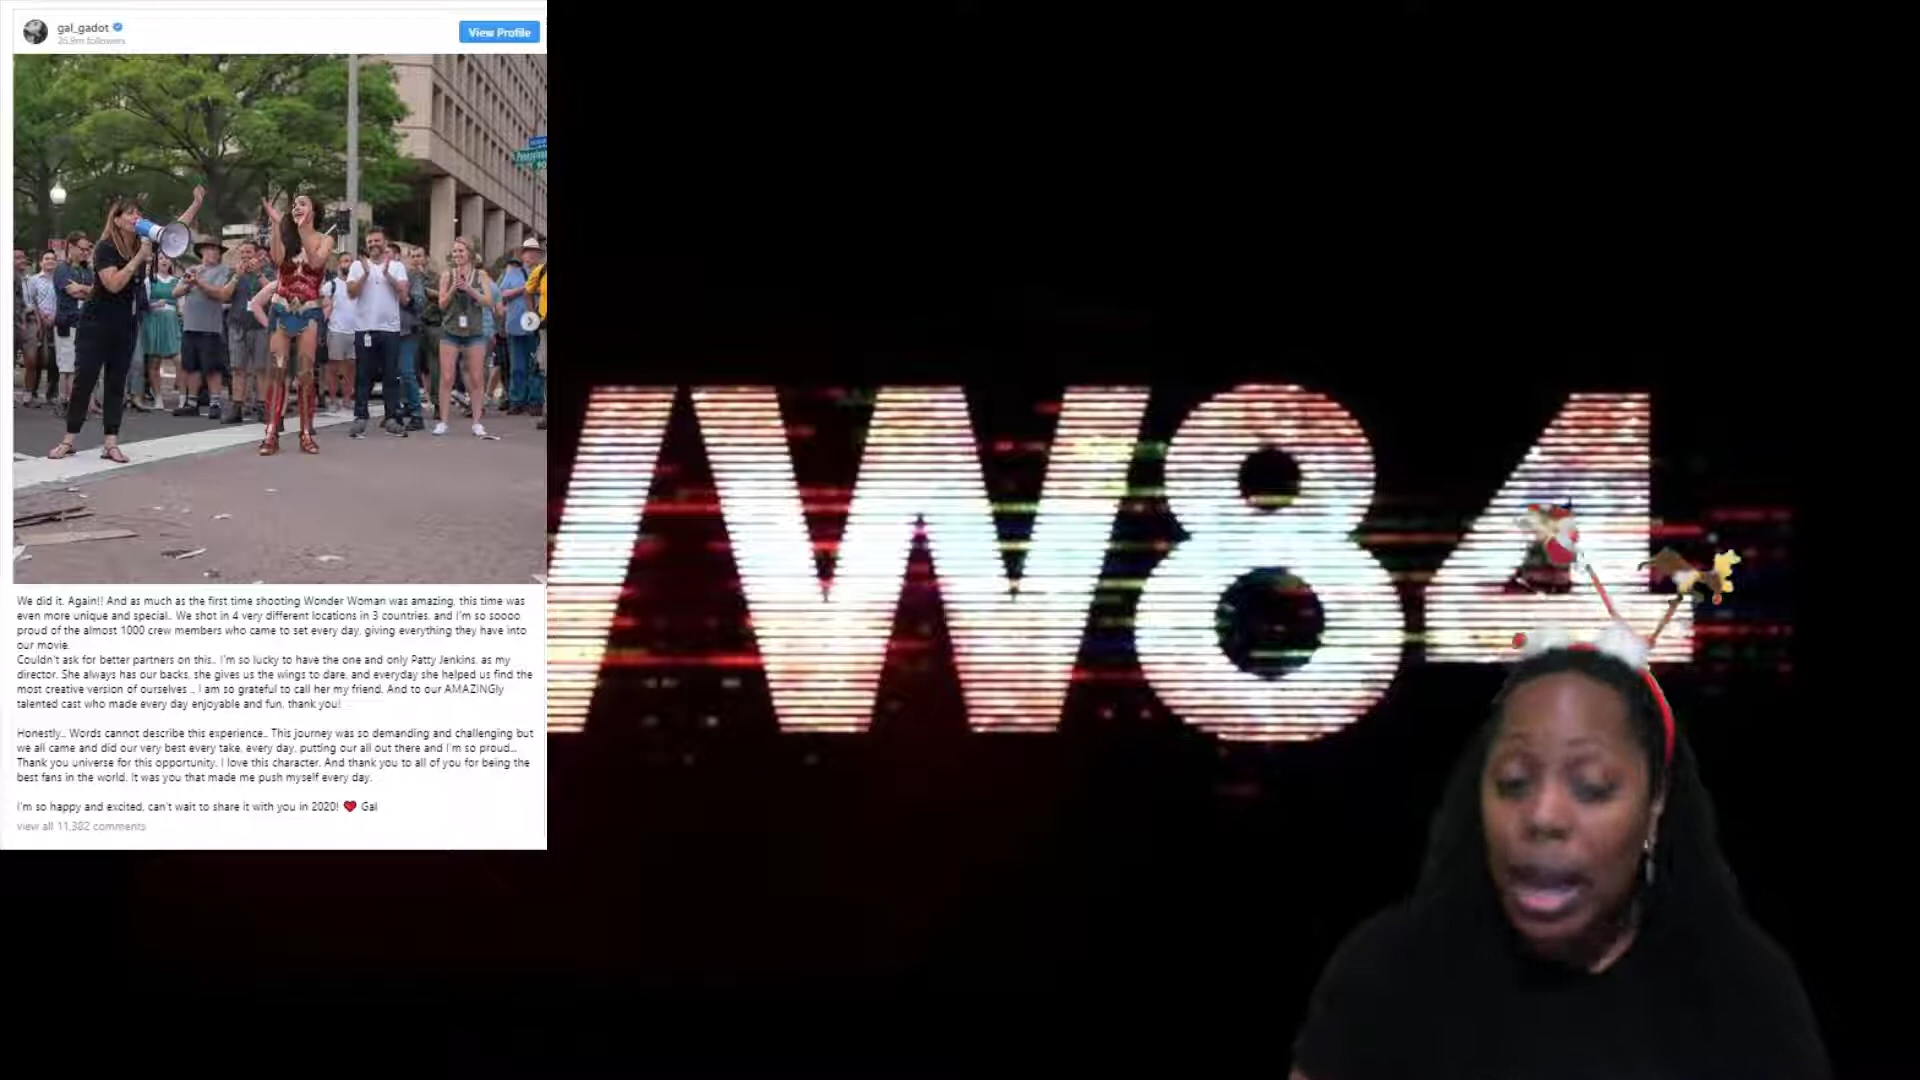 gal_gadot
26.9m followers
View Profile
We did it. Again!! And as much as the first time shooting Wonder Woman was amazing, this time was
even more unique and special.. We shot in 4 very different locations in 3 countries, and I'm so soooo
proud of the almost 1000 crew members who came to set every day, giving everything they have into
our movie.
Couldn't ask for better partners on this.. I'm so lucky to have the one and only Patty Jenkins, as my
director. She always has our backs, she gives us the wings to dare, and everyday she helped us find the
most creative version of ourselves .. I am so grateful to call her my friend. And to our AMAZINGly
talented cast who made every day enjoyable and fun, thank you!
Honestly.. Words cannot describe this experience.. This journey was so demanding and challenging but
we all came and did our very best every take, every day, putting our all out there and I'm so proud...
Thank you universe for this opportunity. I love this character. And thank you to all of you for being the
best fans in the world. It was you that made me push myself every day.
I'm so happy and excited, can't wait to share it with you in 2020! ❤ Gal
view all 11,382 comments
W84